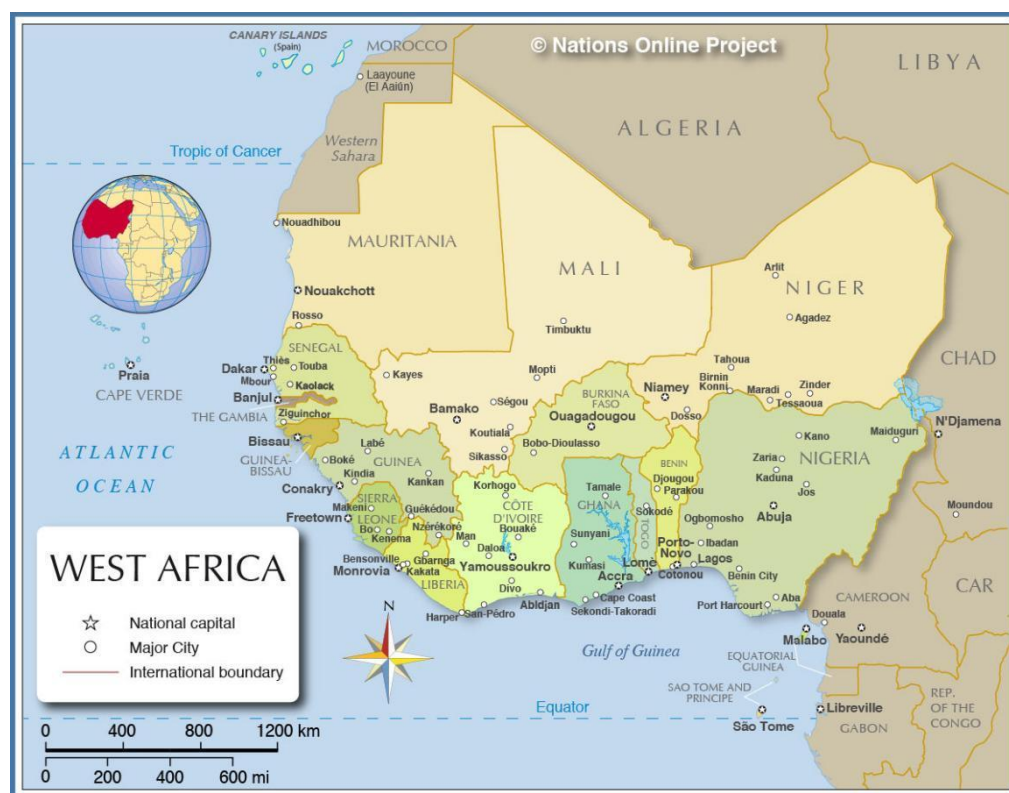 CANARY ISLANDS
(Spain)
MOROCCO
© Nations Online Project
LIBYA
Laayoune
(El Aaiún)
ALGERIA
Western
Sahara
Tropic of Cancer
Nouadhibou
MAURITANIA
MALI
NIGER
Arlit
Nouakchott
Agadez
Rosso
Timbuktu
SENEGAL
CHAD
Praia
CAPE VERDE
Dakar
Thiès
Touba
Mbour
Kaolack
Kayes
Mopti
Tahoua
Birnin
Konni
Maradi
Zinder
Tessaoua
Niamey
Dosso
BURKINA
FASO
Ouagadougou
Banjul
THE GAMBIA
Ziguinchor
Ségou
Bamako
Koutiala
Sikasso
Bobo-Dioulasso
N'Djamena
Maiduguri
Kano
Bissau
GUINEA-
BISSAU
Labé
GUINEA
Boké
Kindia
Kankan
ATLANTIC
OCEAN
Conakry
Korhogo
CÔTE
D'IVOIRE
Bouaké
Tamale
GHANA
BENIN
Djougou
Parakou
Sokodé
TOGO
Zaria
Kaduna
NIGERIA
Jos
Abuja
Moundou
SIERRA
LEONE
Makeni
Freetown
Bo
Kenema
Guékédou
Nzérékoré
Man
Daloa
Yamoussoukro
Sunyani
Kumasi
Ogbomosho
Ibadan
Porto-
Novo
Lagos
Lomé
Cotonou
Accra
Bensonville
Gbarnga
Kakata
Monrovia
LIBERIA
Divo
Abidjan
Cape Coast
Sekondi-Takoradi
Harper
San-Pédro
Benin City
Port Harcourt
Aba
CAMEROON
CAR
Douala
Malabo
Yaoundé
WEST AFRICA
National capital
Major City
International boundary
N
Gulf of Guinea
EQUATORIAL
GUINEA
SAO TOME AND
PRINCIPE
São Tome
Equator
Libreville
GABON
REP.
OF THE
CONGO
0 400 800 1200 km
0 200 400 600 mi